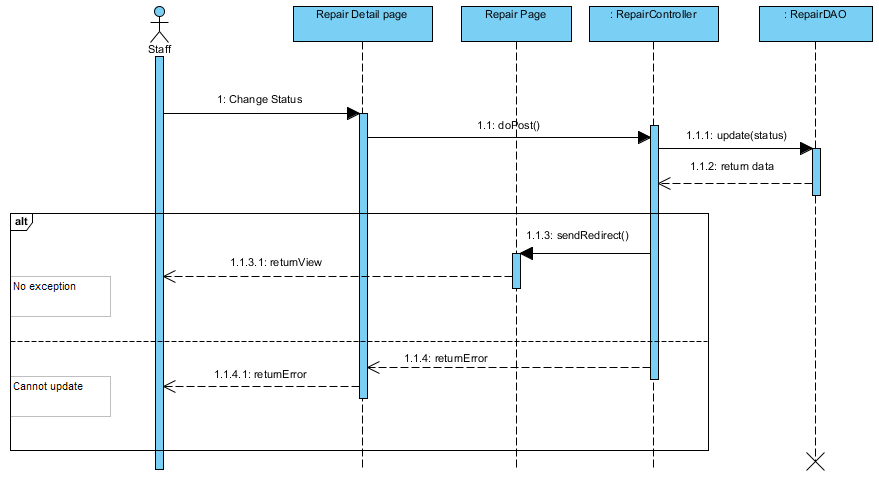 Repair Detail page
Repair Page
: RepairController
: RepairDAO
Staff
1: Change Status
1.1: doPost()
1.1.1: update(status)
1.1.2: return data
alt
1.1.3: sendRedirect()
1.1.3.1: returnView
No exception
1.1.4: returnError
1.1.4.1: returnError
Cannot update